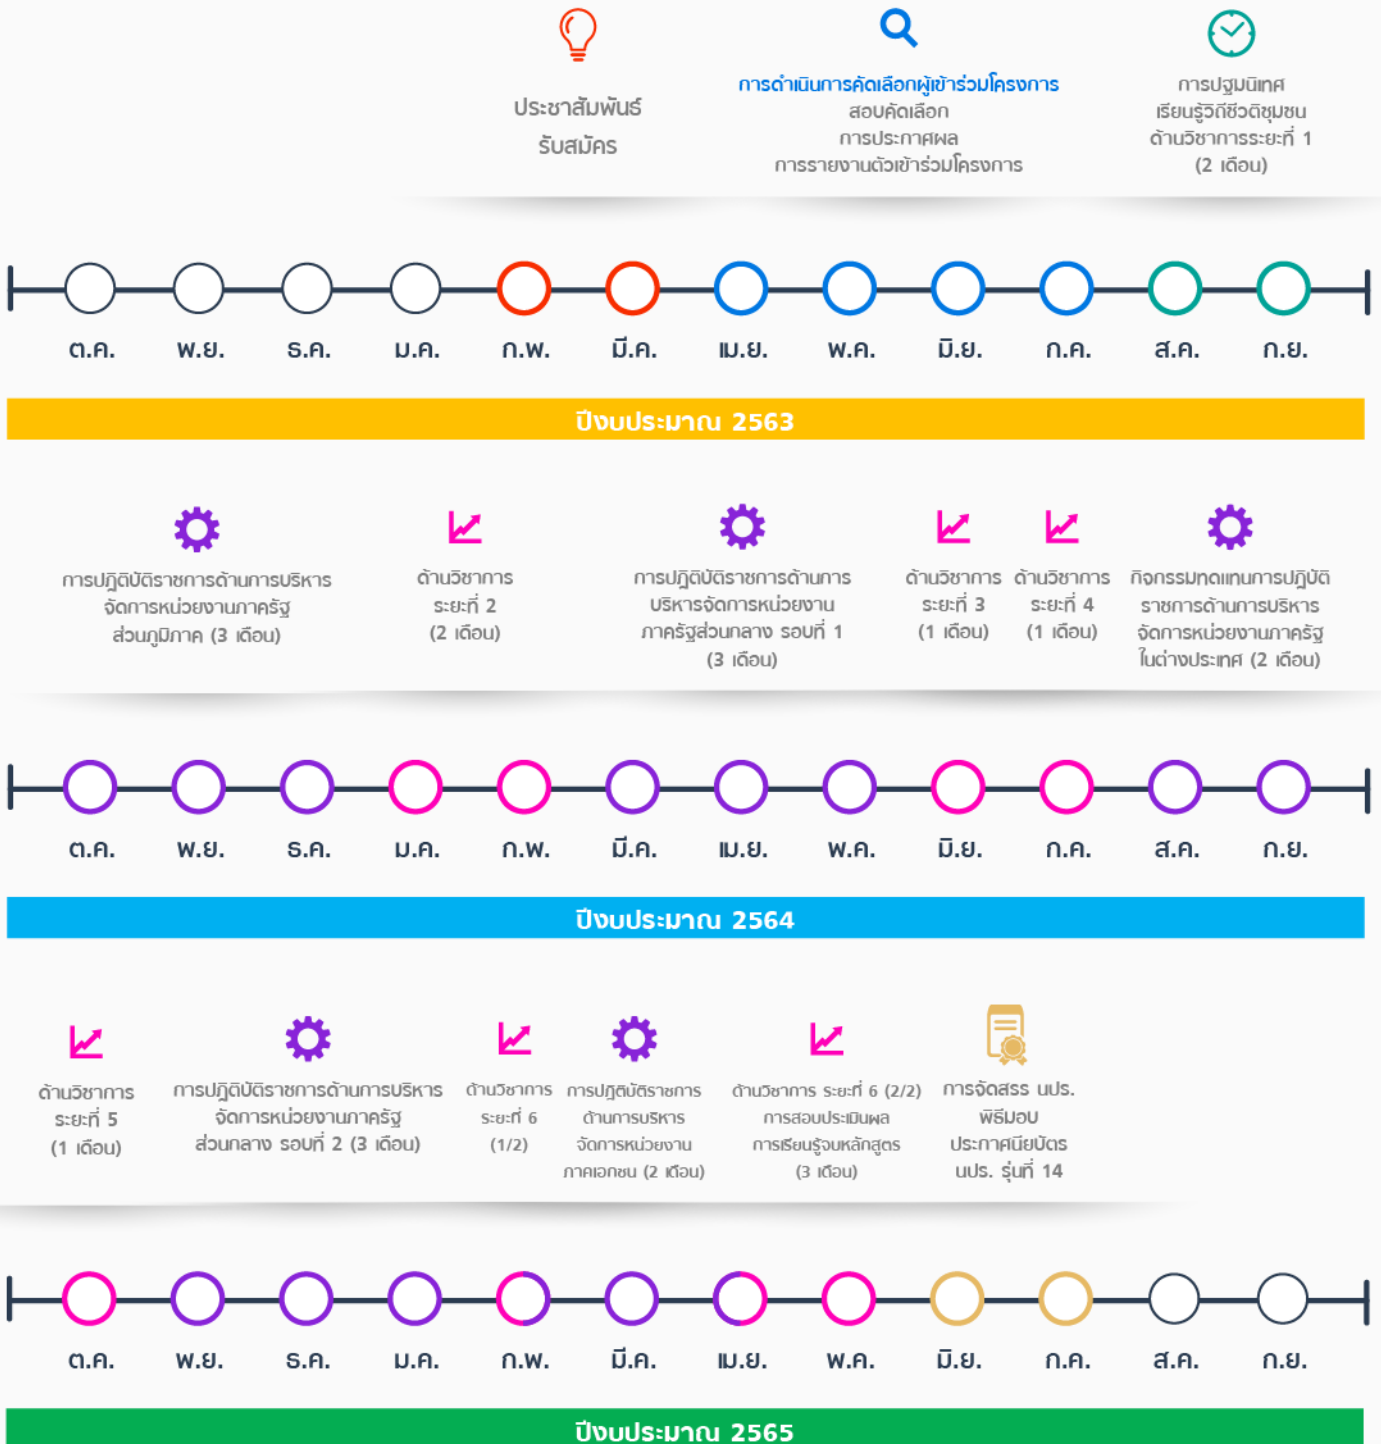 ประชาสัมพันธ์
รับสมัคร
การดำเนินการคัดเลือกผู้เข้าร่วมโครงการ
สอบคัดเลือก
การประกาศผล
การรายงานตัวเข้าร่วมโครงการ
การปฐมนิเทศ
เรียนรู้วิถีชีวติชุมชน
ด้านวิชาการระยะที่ 1
(2 เดือน)
ต.ค. พ.ย. ธ.ค. ม.ค. ก.พ. มี.ค. เม.ย. พ.ค. มิ.ย. ก.ค. ส.ค. ก.ย.
ปีงบประมาณ 2563
การปฏิติบัติราชการด้านการบริหาร
จัดการหน่วยงานภาครัฐ
ส่วนภูมิภาค (3 เดือน)
ด้านวิชาการ
ระยะที่ 2
(2 เดือน)
การปฏิติบัติราชการด้านการ
บริหารจัดการหน่วยงาน
ภาครัฐส่วนกลาง รอบที่ 1
(3 เดือน)
ด้านวิชาการ
ระยะที่ 3
(1 เดือน)
ด้านวิชาการ
ระยะที่ 4
(1 เดือน)
กิจกรรมทดแทนการปฏิบัติ
ราชการด้านการบริหาร
จัดการหน่วยงานภาครัฐ
ในต่างประเทศ (2 เดือน)
ต.ค. พ.ย. ธ.ค. ม.ค. ก.พ. มี.ค. เม.ย. พ.ค. มิ.ย. ก.ค. ส.ค. ก.ย.
ปีงบประมาณ 2564
ด้านวิชาการ
ระยะที่ 5
(1 เดือน)
การปฏิติบัติราชการด้านการบริหาร
จัดการหน่วยงานภาครัฐ
ส่วนกลาง รอบที่ 2 (3 เดือน)
ด้านวิชาการ
ระยะที่ 6
(1/2)
การปฏิติบัติราชการ
ด้านการบริหาร
จัดการหน่วยงาน
ภาคเอกชน (2 เดือน)
ด้านวิชาการ ระยะที่ 6 (2/2)
การสอบประเมินผล
การเรียนรู้จบหลักสูตร
(3 เดือน)
การจัดสรร นปร.
พิธีมอบ
ประกาศนียบัตร
นปร. รุ่นที่ 14
ต.ค. พ.ย. ธ.ค. ม.ค. ก.พ. มี.ค. เม.ย. พ.ค. มิ.ย. ก.ค. ส.ค. ก.ย.
ปีงบประมาณ 2565